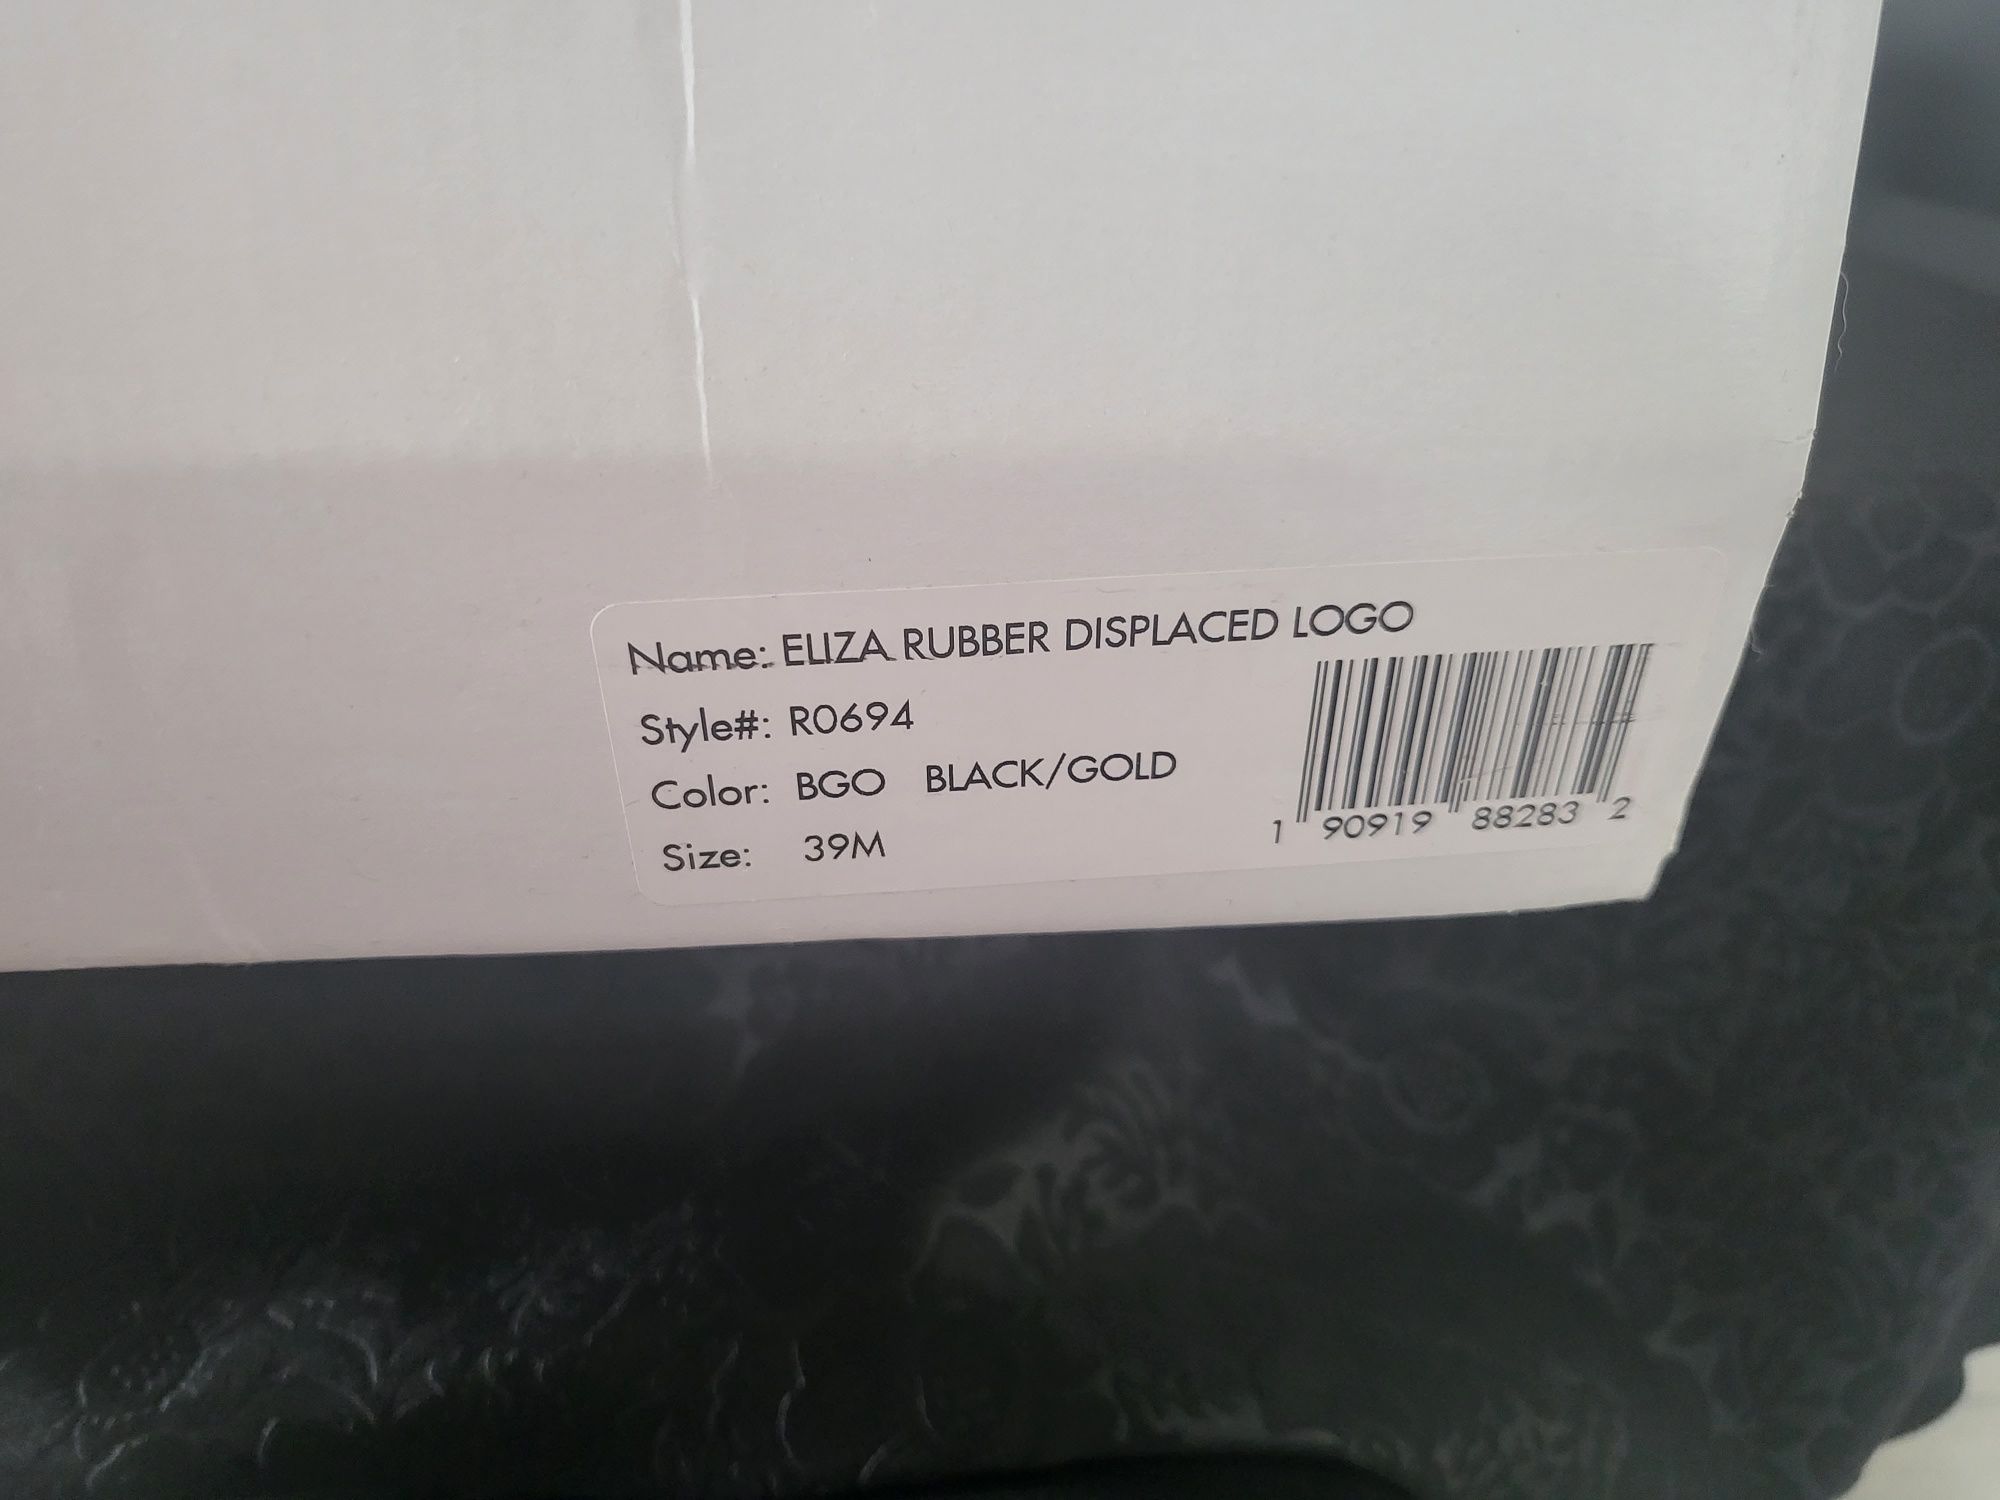 Name: ELIZA RUBBER DISPLACED LOGO
Style#: R0694
Color: BGO BLACK/GOLD
Size: 39M
1 90919 88283 2